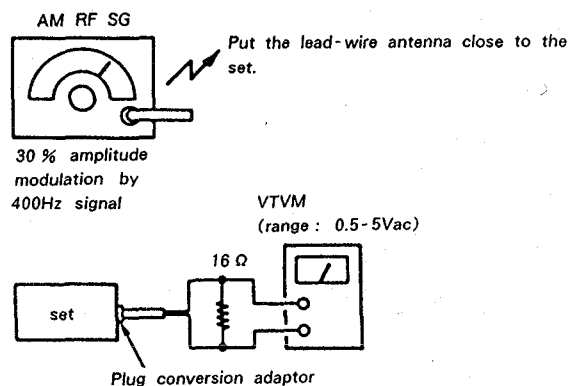 AM RF SG
Put the lead-wire antenna close to the
set.
30 % amplitude
modulation by
400Hz signal
VTVM
(range : 0.5-5Vac)
16 Ω
set
Plug conversion adaptor